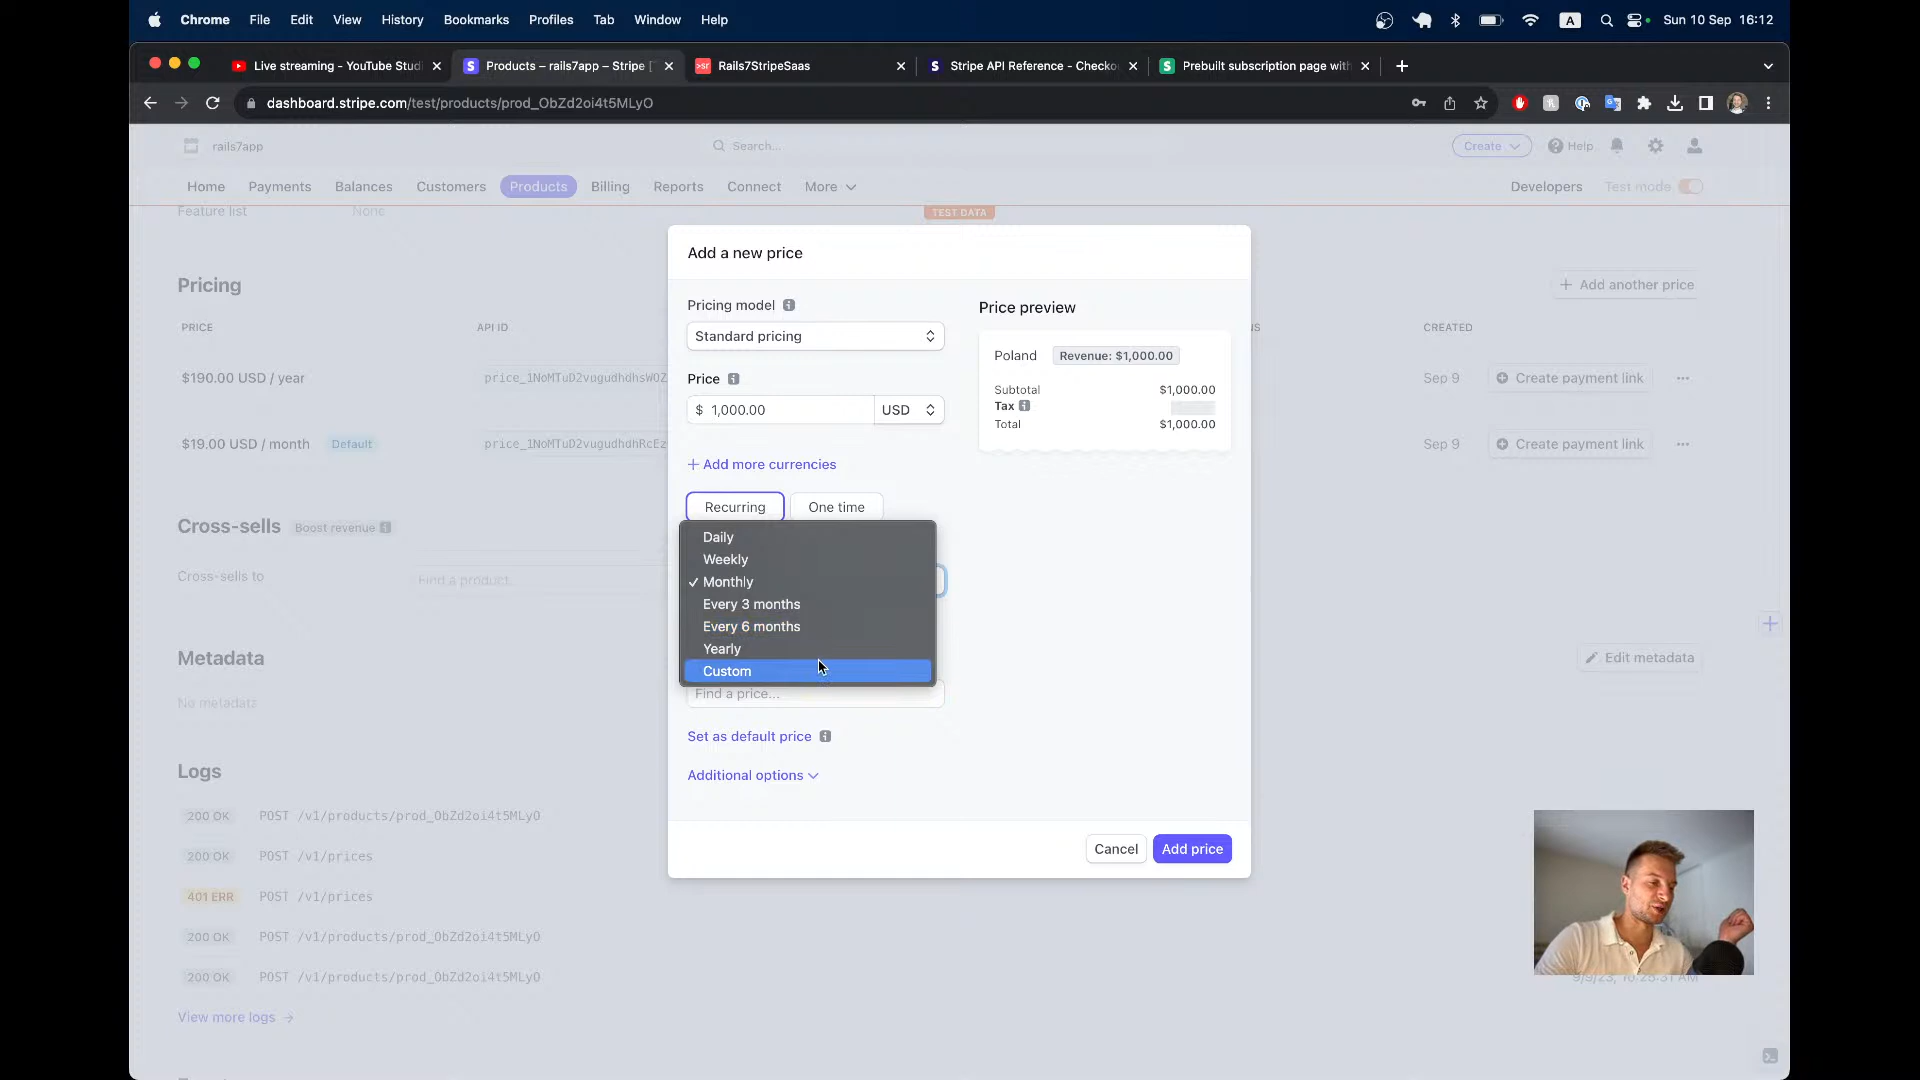 Chrome File Edit View History Bookmarks Profiles Tab Window Help A Sun 10 Sep 16:12
Live streaming - YouTube Studi
Products – rails7app – Stripe [T
Rails7StripeSaas
Stripe API Reference - Checko
Prebuilt subscription page with
dashboard.stripe.com/test/products/prod_ObZd2oi4t5MLyO
rails7app
Search...
Create
Help
Home Payments Balances Customers Products Billing Reports Connect More
Developers Test mode
Feature list None
TEST DATA
Pricing
Add another price
PRICE API ID CREATED
$190.00 USD / year price_1NoMTuD2vugudhdhsWOZ Sep 9 Create payment link
$19.00 USD / month Default price_1NoMTuD2vugudhdhRcEz Sep 9 Create payment link
Cross-sells Boost revenue
Cross-sells to Find a product...
Metadata
Edit metadata
No metadata
Logs
200 OK POST /v1/products/prod_ObZd2oi4t5MLyO
200 OK POST /v1/prices
401 ERR POST /v1/prices
200 OK POST /v1/products/prod_ObZd2oi4t5MLyO
200 OK POST /v1/products/prod_ObZd2oi4t5MLyO
View more logs →
Add a new price
Pricing model
Standard pricing
Price
$ 1,000.00 USD
+ Add more currencies
Recurring One time
Daily
Weekly
✓ Monthly
Every 3 months
Every 6 months
Yearly
Custom
Find a price...
Set as default price
Additional options
Price preview
Poland Revenue: $1,000.00
Subtotal $1,000.00
Tax
Total $1,000.00
Cancel Add price